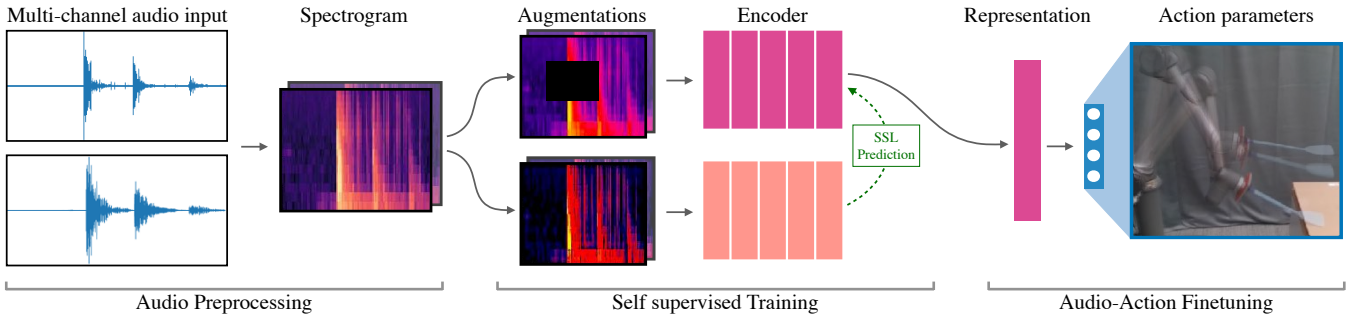 Multi-channel audio input
Spectrogram
Augmentations
Encoder
Representation
Action parameters
SSL
Prediction
Audio Preprocessing
Self supervised Training
Audio-Action Finetuning